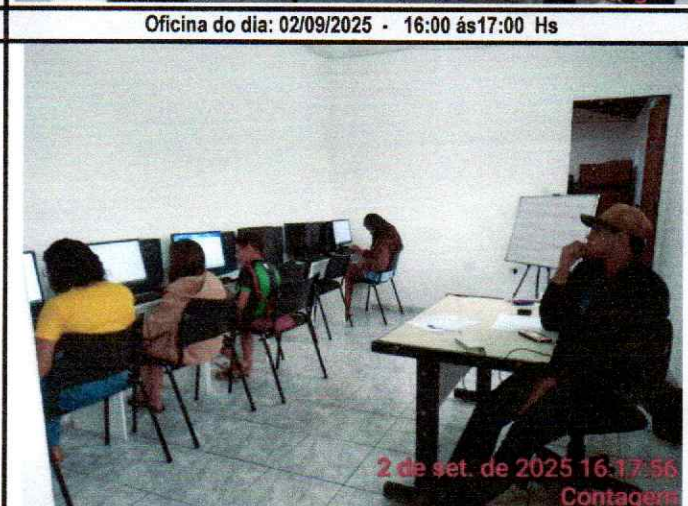 Oficina do dia: 02/09/2025 - 16:00 ás17:00 Hs
2 de set. de 2025 16:17:56
Contagem